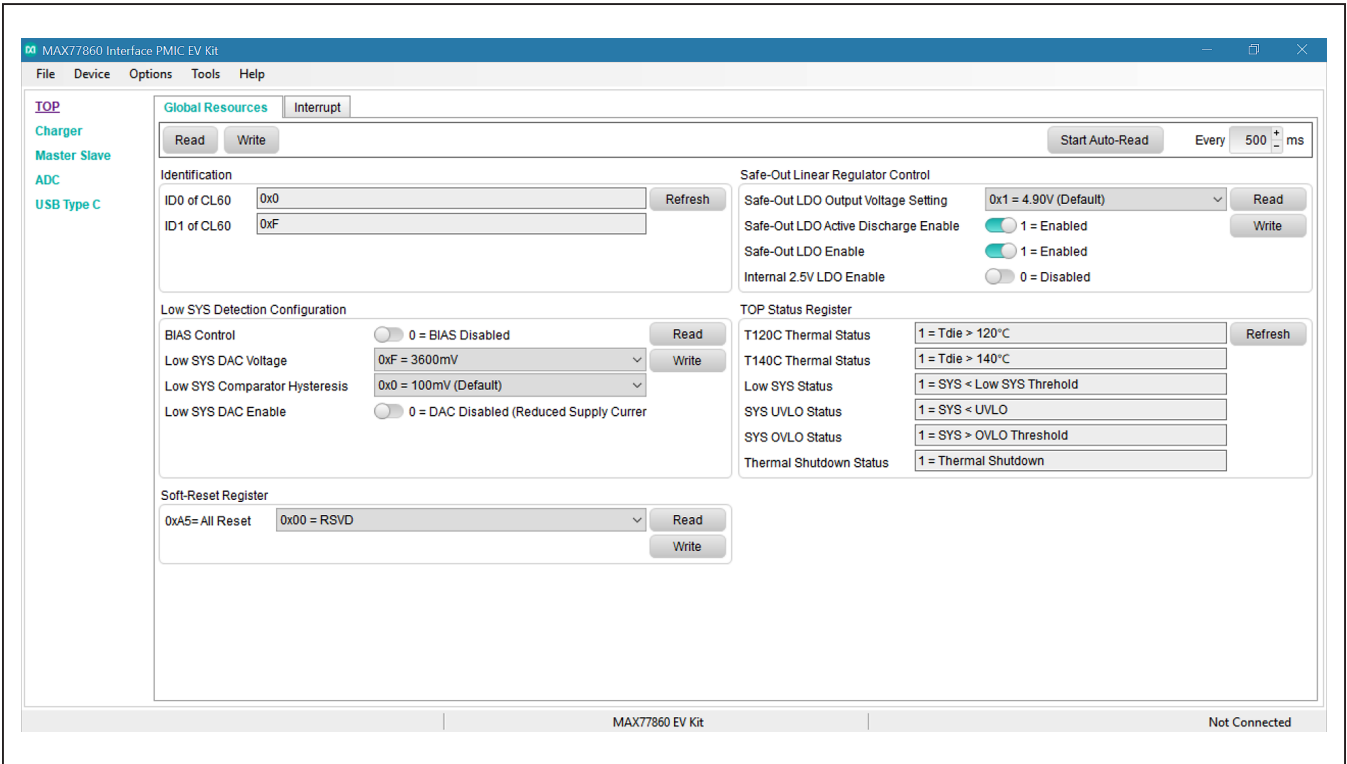 MAX77860 Interface PMIC EV Kit
File Device Options Tools Help
TOP
Charger
Master Slave
ADC
USB Type C
Global Resources Interrupt
Read Write Start Auto-Read Every 500 + - ms
Identification
ID0 of CL60 0x0 Refresh
ID1 of CL60 0xF
Safe-Out Linear Regulator Control
Safe-Out LDO Output Voltage Setting 0x1 = 4.90V (Default) Read
Safe-Out LDO Active Discharge Enable 1 = Enabled Write
Safe-Out LDO Enable 1 = Enabled
Internal 2.5V LDO Enable 0 = Disabled
Low SYS Detection Configuration
BIAS Control 0 = BIAS Disabled Read
Low SYS DAC Voltage 0xF = 3600mV Write
Low SYS Comparator Hysteresis 0x0 = 100mV (Default)
Low SYS DAC Enable 0 = DAC Disabled (Reduced Supply Currer
TOP Status Register
T120C Thermal Status 1 = Tdie > 120°C Refresh
T140C Thermal Status 1 = Tdie > 140°C
Low SYS Status 1 = SYS < Low SYS Threhold
SYS UVLO Status 1 = SYS < UVLO
SYS OVLO Status 1 = SYS > OVLO Threshold
Thermal Shutdown Status 1 = Thermal Shutdown
Soft-Reset Register
0xA5= All Reset 0x00 = RSVD Read
Write
MAX77860 EV Kit Not Connected